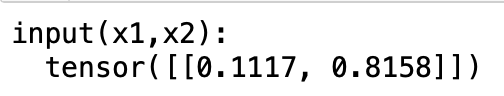 input(x1,x2):
tensor([[0.1117, 0.8158]])